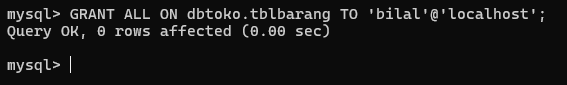 mysql> GRANT ALL ON dbtoko.tblbarang TO 'bilal'@'localhost';
Query OK, 0 rows affected (0.00 sec)
mysql>